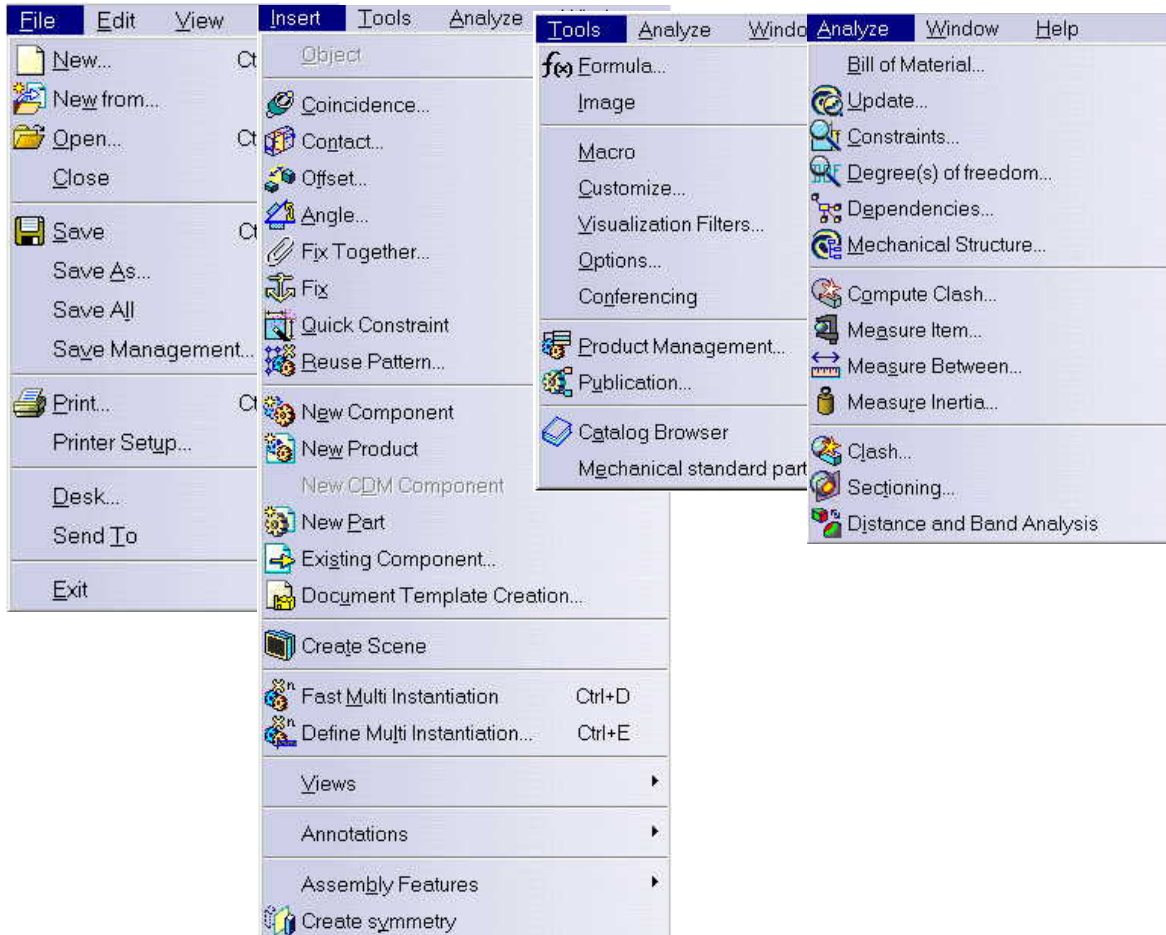 File Edit View
New... Ct
New from...
Open... Ct
Close
Save Ct
Save As...
Save All
Save Management...
Print... Ct
Printer Setup...
Desk...
Send To
Exit
Insert Tools Analyze
Object
Coincidence...
Contact...
Offset...
Angle...
Fix Together...
Fix
Quick Constraint
Reuse Pattern...
New Component
New Product
New CDM Component
New Part
Existing Component...
Document Template Creation...
Create Scene
Fast Multi Instantiation Ctrl+D
Define Multi Instantiation... Ctrl+E
Views
Annotations
Assembly Features
Create symmetry
Tools Analyze Windo
f(x) Formula...
Image
Macro
Customize...
Visualization Filters...
Options...
Conferencing
Product Management...
Publication...
Catalog Browser
Mechanical standard part
Analyze Window Help
Bill of Material...
Update...
Constraints...
Degree(s) of freedom...
Dependencies...
Mechanical Structure...
Compute Clash...
Measure Item...
Measure Between...
Measure Inertia...
Clash...
Sectioning...
Distance and Band Analysis